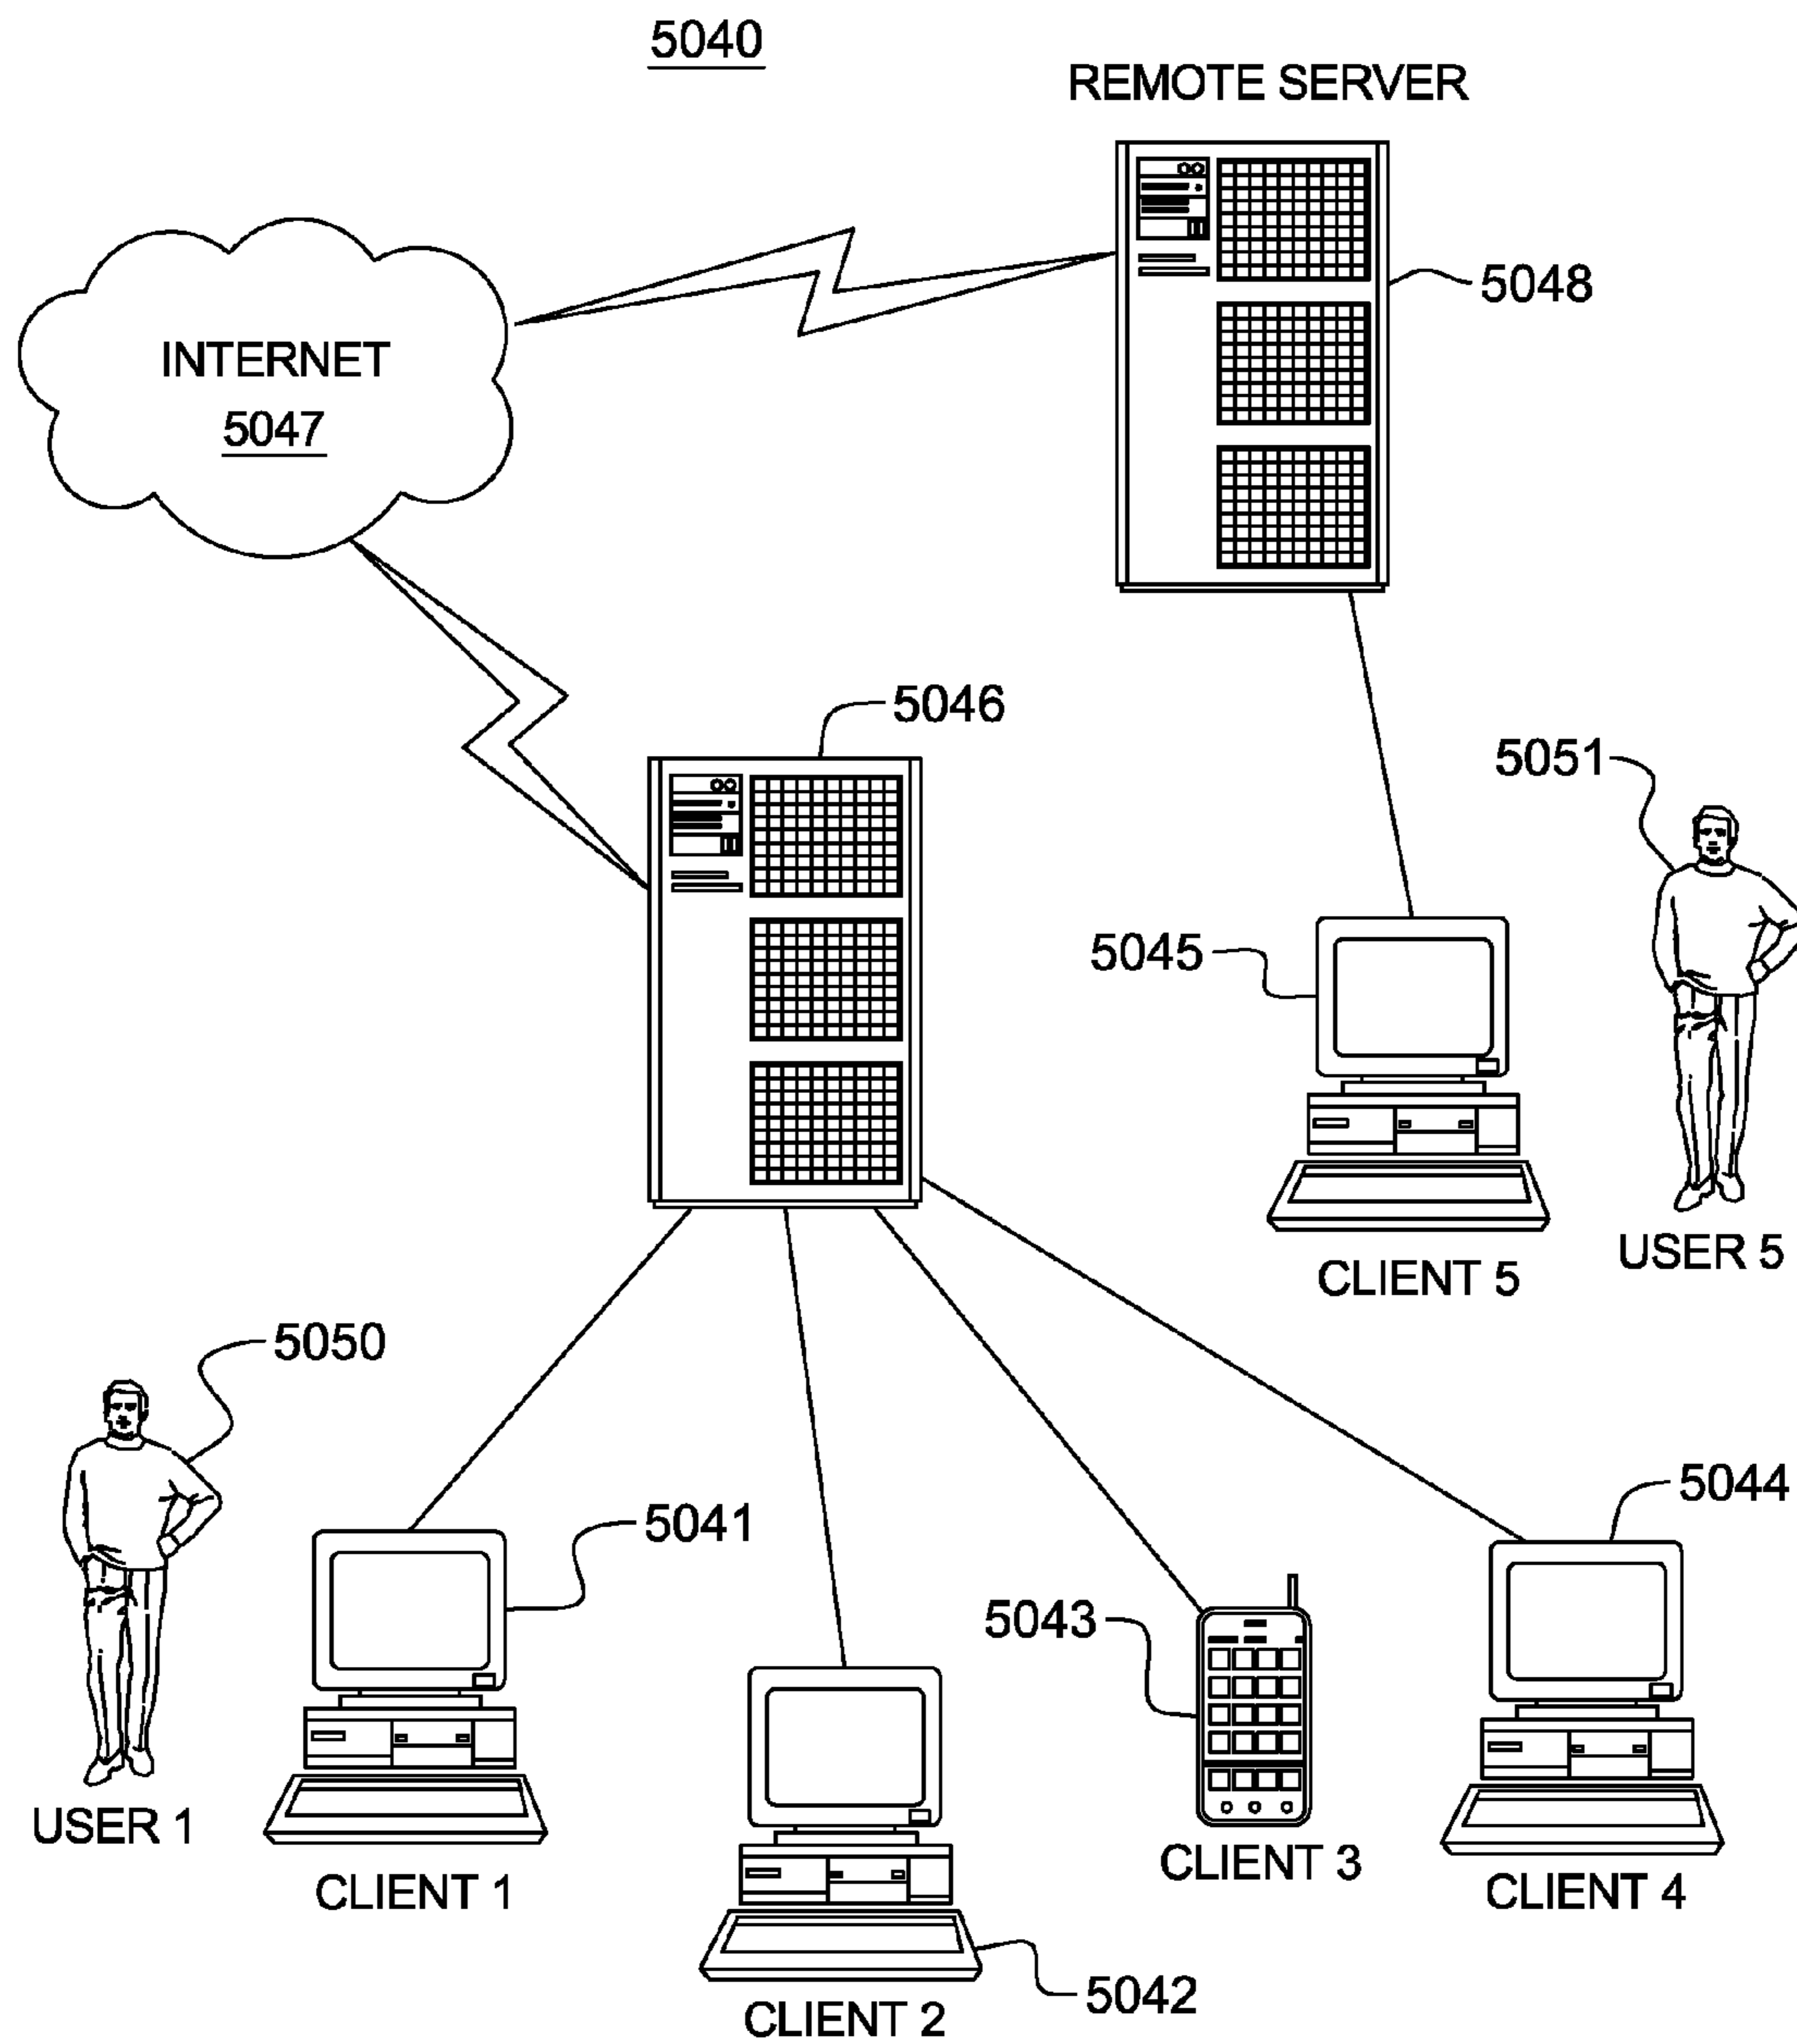 5040
REMOTE SERVER
5048
INTERNET
5047
5046
5051
5045
USER 5
CLIENT 5
5050
5044
5041
5043
USER 1
CLIENT 3
CLIENT 1
CLIENT 4
5042
CLIENT 2